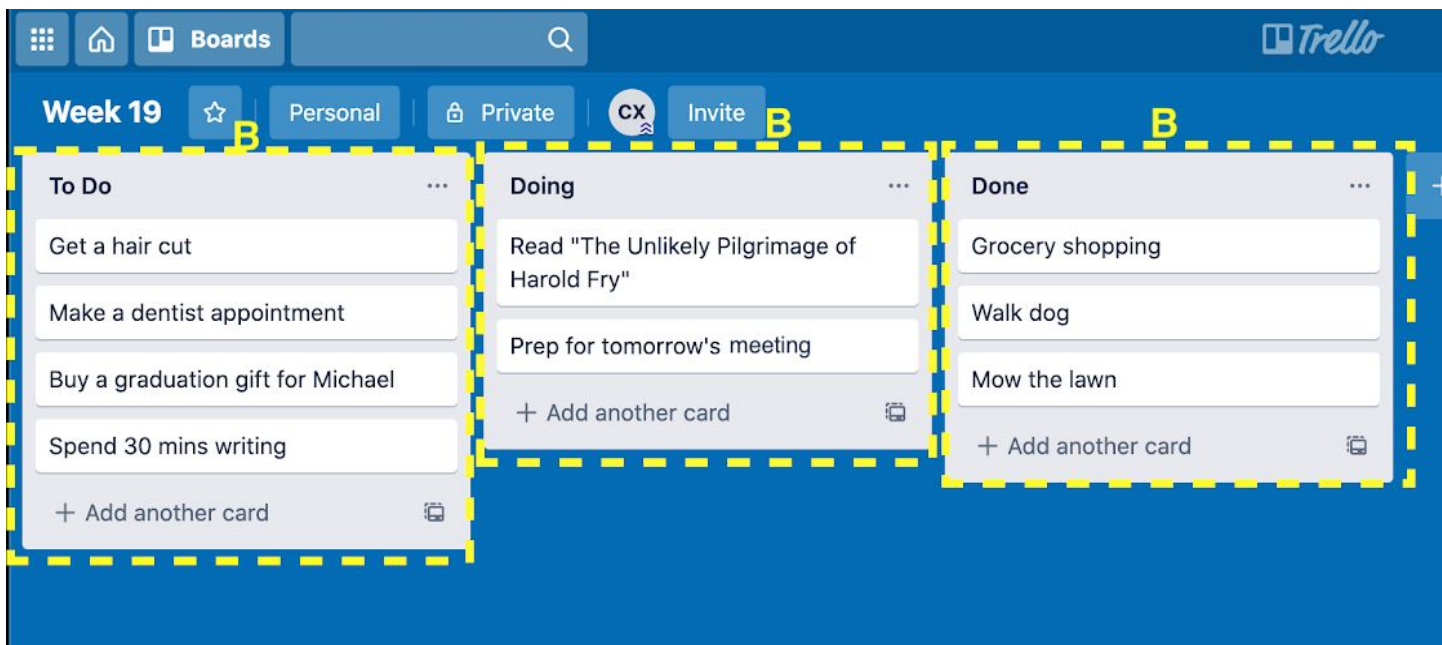 Boards
Trello
Week 19
Personal
Private
CX
Invite
B
B
B
To Do
Get a hair cut
Make a dentist appointment
Buy a graduation gift for Michael
Spend 30 mins writing
+ Add another card
Doing
Read "The Unlikely Pilgrimage of
Harold Fry"
Prep for tomorrow's meeting
+ Add another card
Done
Grocery shopping
Walk dog
Mow the lawn
+ Add another card